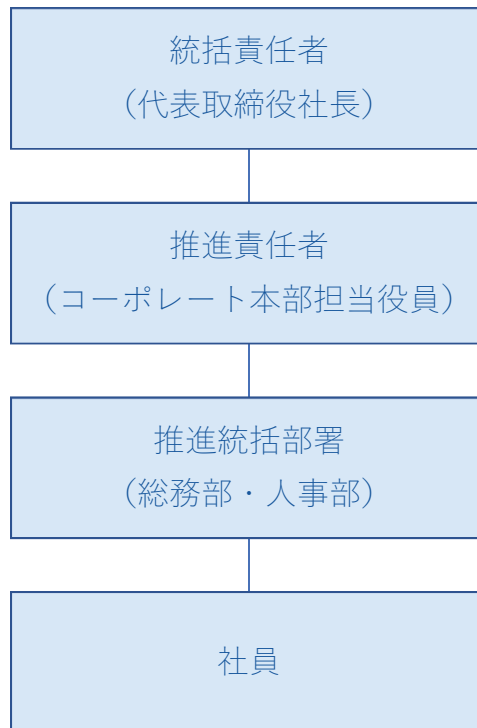 統括責任者
（代表取締役社長）
推進責任者
（コーポレート本部担当役員）
推進統括部署
（総務部・人事部）
社員